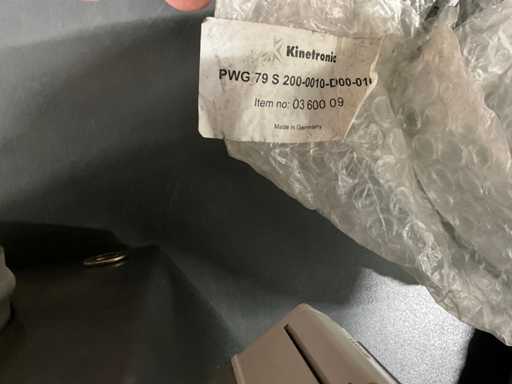 Kinetronic
PWG 79 S 200-0010-D00-01
Item no: 03 600 09
Made in Germany